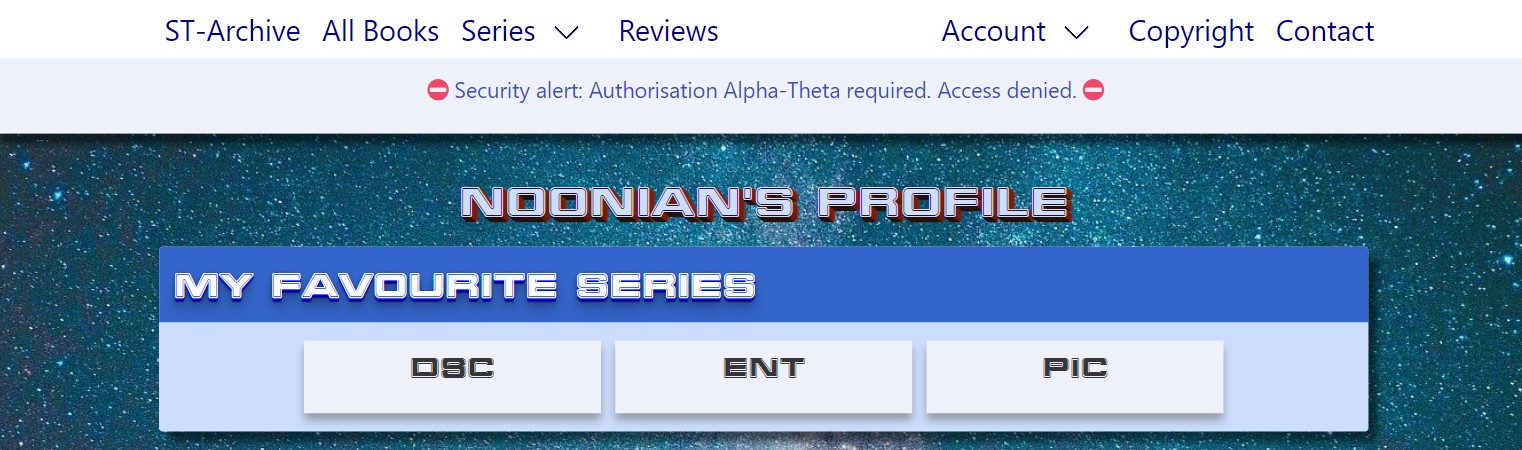 ST-Archive All Books Series Reviews Account Copyright Contact
Security alert: Authorisation Alpha-Theta required. Access denied.
NOONIAN'S PROFILE
MY FAVOURITE SERIES
DSC ENT PIC